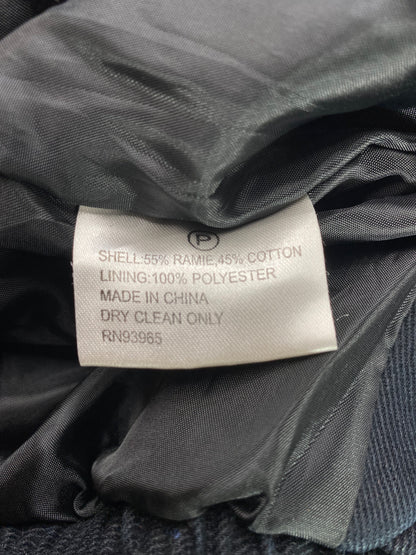 P
SHELL:55% RAMIE,45% COTTON
LINING:100% POLYESTER
MADE IN CHINA
DRY CLEAN ONLY
RN93965